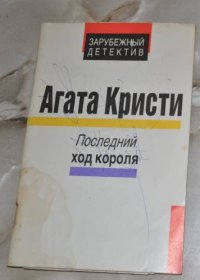 ЗАРУБЕЖНЫЙ
ДЕТЕКТИВ
Агата Кристи
Последний
ход короля